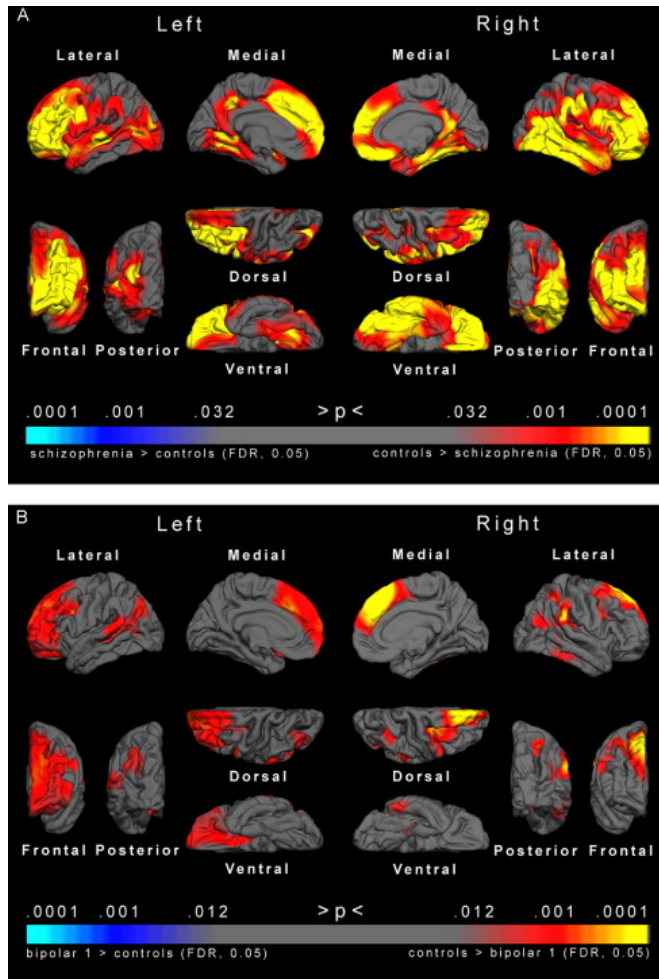 A
Left Right
Lateral Medial Medial Lateral
Dorsal Dorsal
Frontal Posterior Posterior Frontal
Ventral Ventral
.0001 .001 .032 >p< .032 .001 .0001
schizophrenia > controls (FDR, 0.05) controls > schizophrenia (FDR, 0.05)
B
Left Right
Lateral Medial Medial Lateral
Dorsal Dorsal
Frontal Posterior Posterior Frontal
Ventral Ventral
.0001 .001 .012 >p< .012 .001 .0001
bipolar 1 > controls (FDR, 0.05) controls > bipolar 1 (FDR, 0.05)